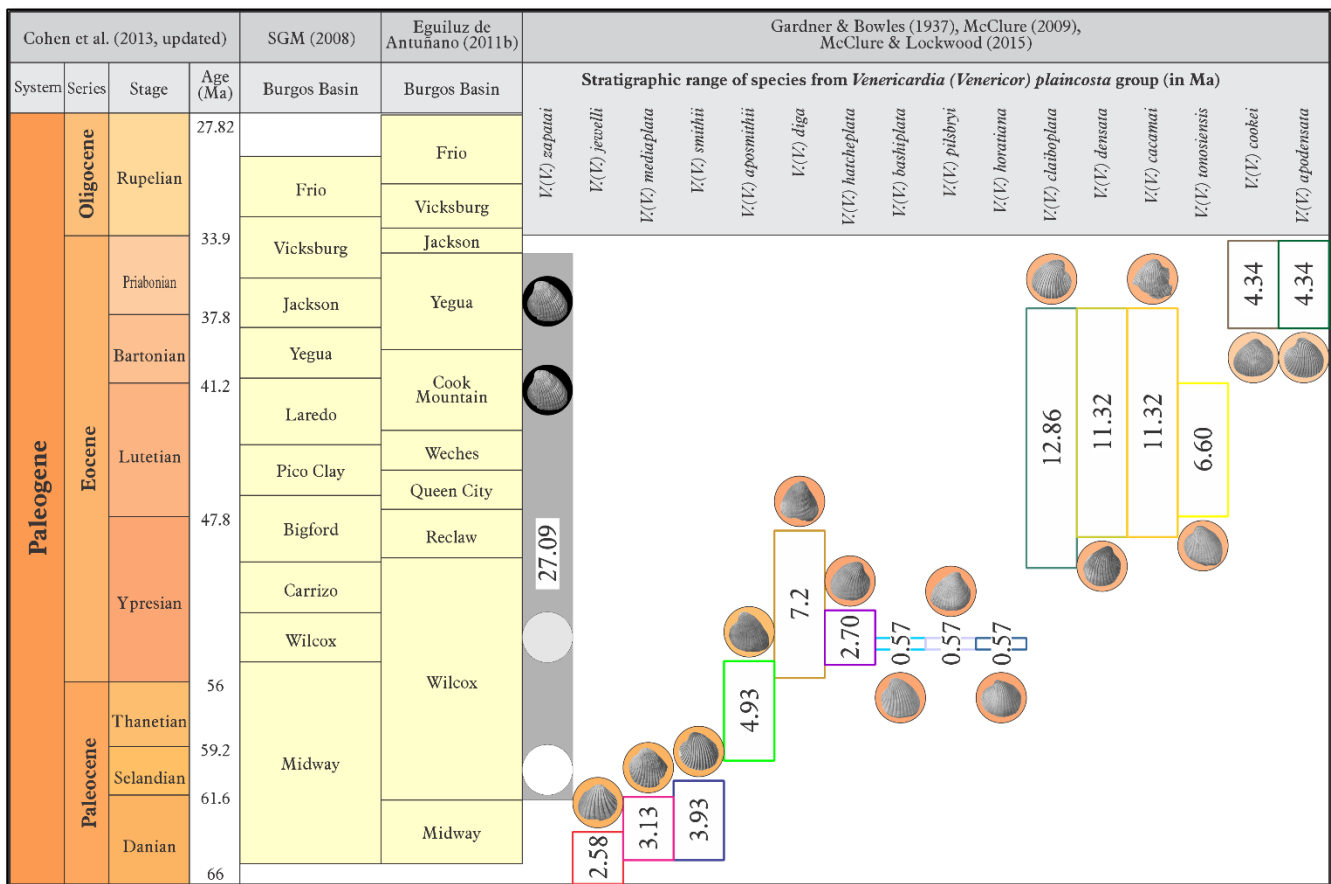 Cohen et al. (2013, updated)
SGM (2008)
Eguiluz de
Antuñano (2011b)
Gardner & Bowles (1937), McClure (2009),
McClure & Lockwood (2015)
System
Series
Stage
Age
(Ma)
Burgos Basin
Burgos Basin
Stratigraphic range of species from Venericardia (Venericor) plaincosta group (in Ma)
V.(V.) zapatai
V.(V.) jewelli
V.(V.) mediaplata
V.(V.) smithii
V.(V.) aposmithii
V.(V.) diga
V.(V.) hatcheplata
V.(V.) bashiplata
V.(V.) pilsbryi
V.(V.) horatiana
V.(V.) claiboplata
V.(V.) densata
V.(V.) cacamai
V.(V.) tomosiensis
V.(V.) cookei
V.(V.) apodensata
Paleogene
Oligocene
Eocene
Paleocene
Rupelian
Priabonian
Bartonian
Lutetian
Ypresian
Thanetian
Selandian
Danian
27.82
33.9
37.8
41.2
47.8
56
59.2
61.6
66
Frio
Vicksburg
Jackson
Yegua
Laredo
Pico Clay
Bigford
Carrizo
Wilcox
Midway
Frio
Vicksburg
Jackson
Yegua
Cook
Mountain
Weches
Queen City
Reclaw
Wilcox
Midway
27.09
2.58
3.13
3.93
4.93
7.2
2.70
0.57
0.57
0.57
12.86
11.32
11.32
6.60
4.34
4.34